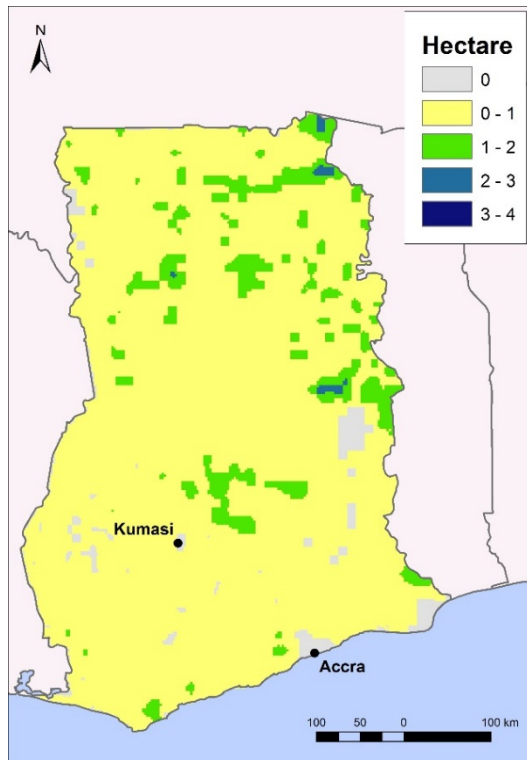 N
Hectare
0
0 - 1
1 - 2
2 - 3
3 - 4
Kumasi
Accra
100 50 0 100 km